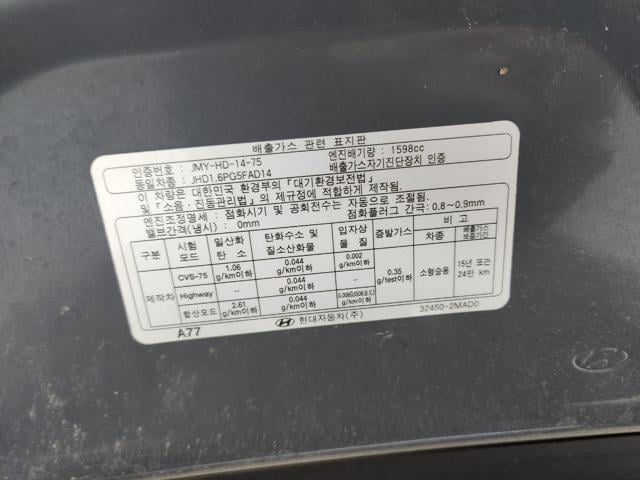 배출가스 관련 표지판
인증번호 : JMY-HD-14-75 엔진배기량 : 1598cc
동일차종 : JHD1.6PG5FAD14 배출가스자기진단장치 인증
이 차량은 대한민국 환경부의 『대기환경보전법』
및『소음·진동관리법』의 규정에 적합하게 제작됨.
엔진조정명세 : 점화시기 및 공회전수는 자동으로 조정됨.
밸브간격(냉시) : 0mm 점화플러그 간극:0.8~0.9mm
구분 시험모드 일산화탄소 탄화수소 및 질소산화물 입자상물질 증발가스 비고
차종 배출가스보증기간
제작차 CVS-75 1.06 g/km이하 0.044 g/km이하 0.002 g/km이하 0.35 g/test이하 소형승용 15년 또는 24만 km
Highway - 0.044 g/km이하 -
합산모드 2.61 g/km이하 0.044 g/km이하 0.006(US06모드) g/km이하
A77 현대자동차(주) 32450-2MAD0